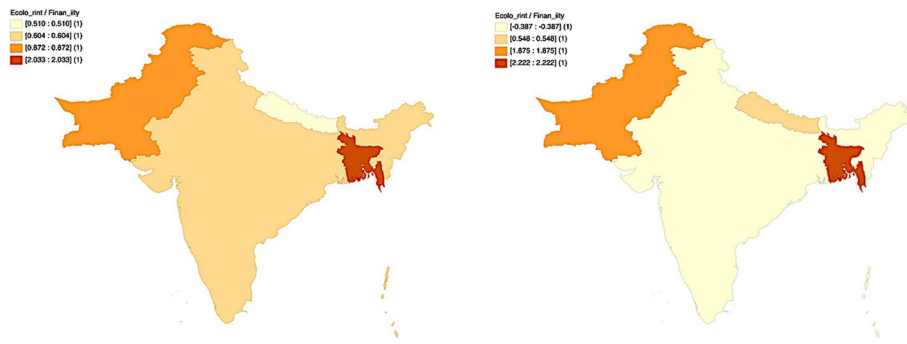 Ecolo_rint / Finan_iity
[0.510 : 0.510] (1)
[0.604 : 0.604] (1)
[0.872 : 0.872] (1)
[2.033 : 2.033] (1)
Ecolo_rint / Finan_iity
[-0.387 : -0.387] (1)
[0.548 : 0.548] (1)
[1.875 : 1.875] (1)
[2.222 : 2.222] (1)